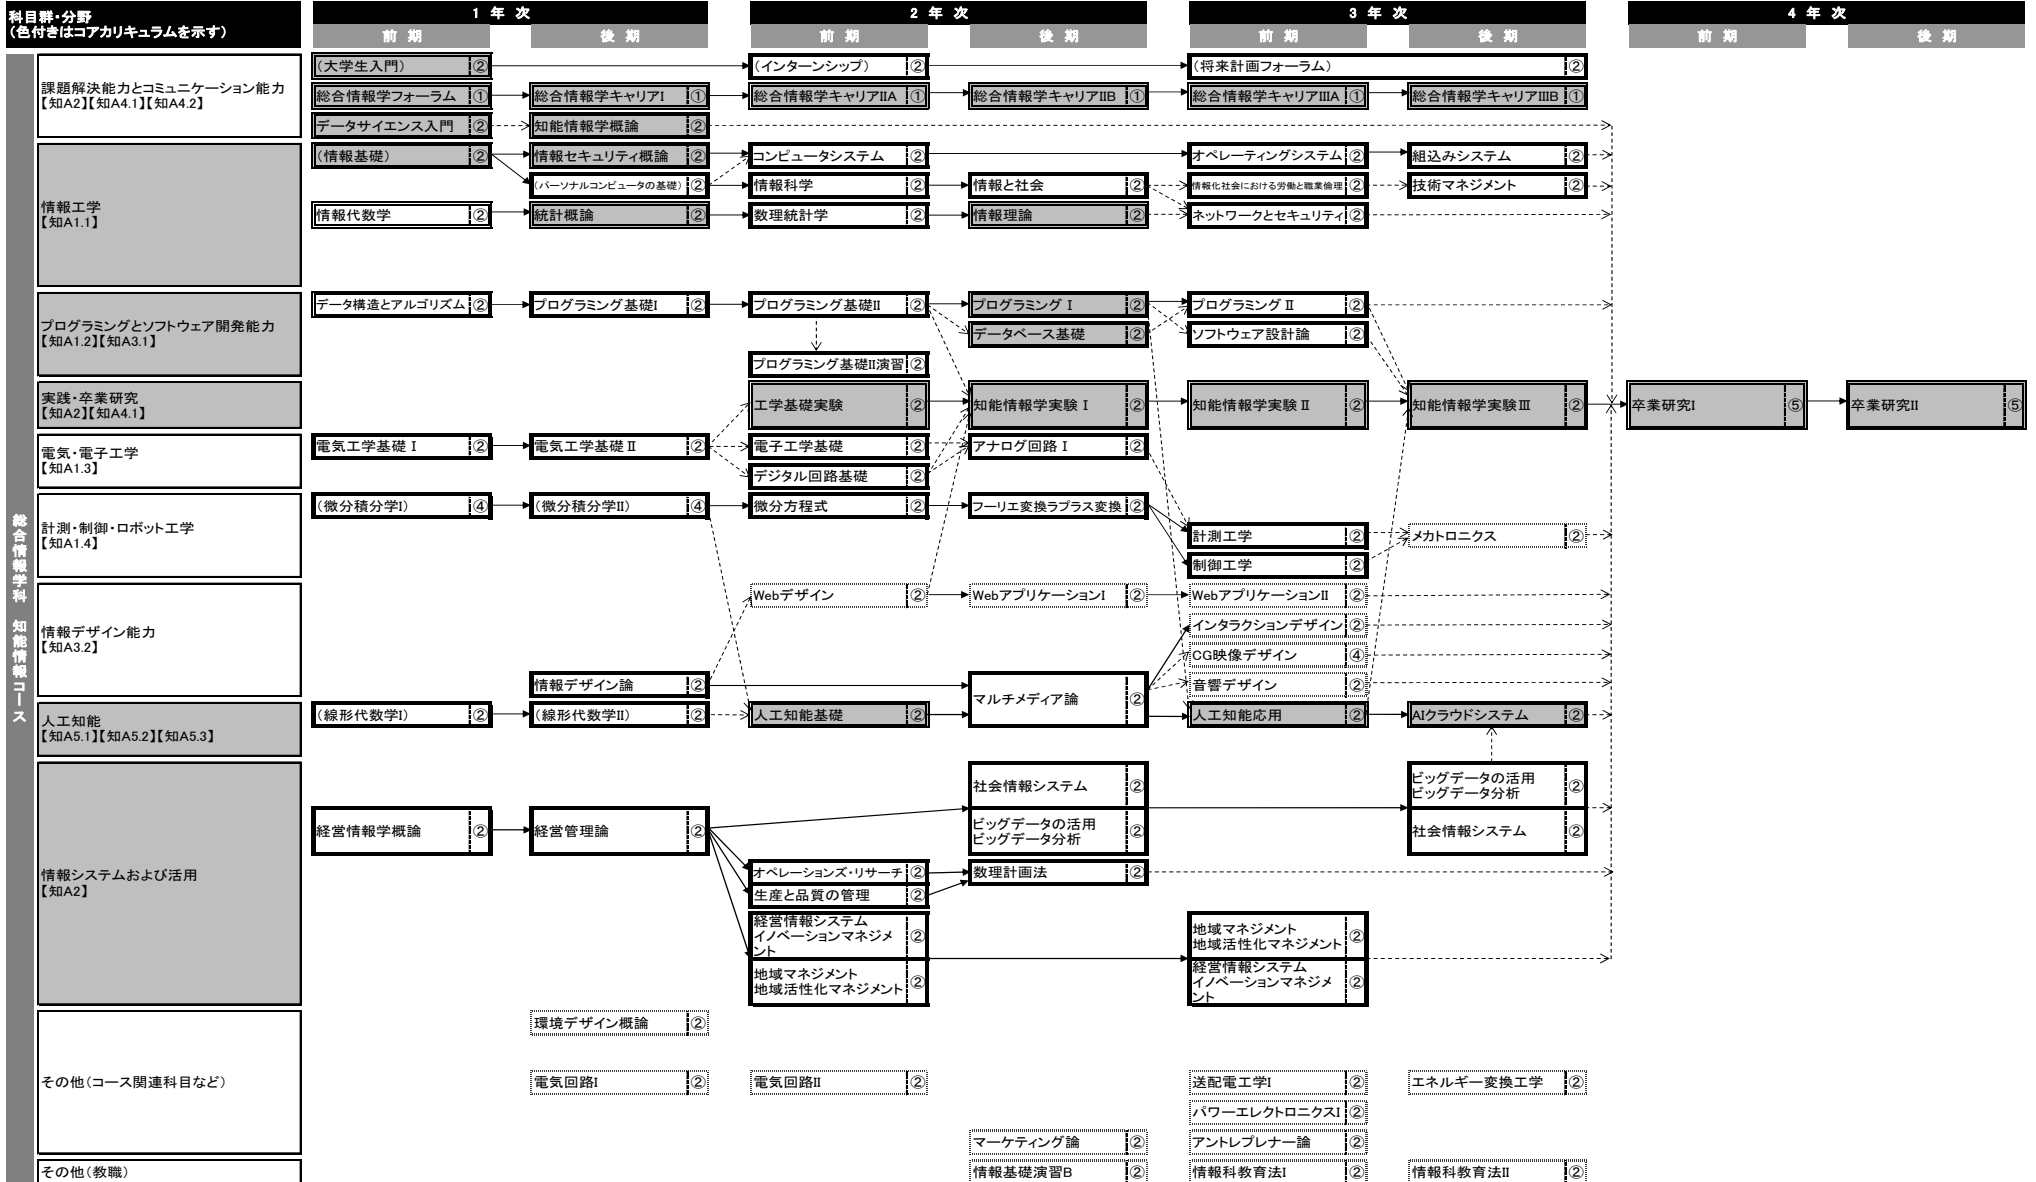 科目群・分野
(色付きはコアカリキュラムを示す)
1 年 次
2 年 次
3 年 次
4 年 次
前 期
後 期
前 期
後 期
前 期
後 期
前 期
後 期
総合情報学科 知能情報コース
課題解決能力とコミュニケーション能力
【知A2】【知A4.1】【知A4.2】
(大学生入門) ②
(インターンシップ) ②
(将来計画フォーラム) ②
総合情報学フォーラム ①
総合情報学キャリアI ①
総合情報学キャリアIIA ①
総合情報学キャリアIIB ①
総合情報学キャリアIIIA ①
総合情報学キャリアIIIB ①
データサイエンス入門 ②
知能情報学概論 ②
情報工学
【知A1.1】
(情報基礎) ②
情報セキュリティ概論 ②
コンピュータシステム ②
オペレーティングシステム ②
組込みシステム ②
(パーソナルコンピュータの基礎) ②
情報科学 ②
情報と社会 ②
情報化社会における労働と職業倫理 ②
技術マネジメント ②
情報代数学 ②
統計概論 ②
数理統計学 ②
情報理論 ②
ネットワークとセキュリティ ②
プログラミングとソフトウェア開発能力
【知A1.2】【知A3.1】
データ構造とアルゴリズム ②
プログラミング基礎I ②
プログラミング基礎II ②
プログラミング I ②
プログラミング II ②
データベース基礎 ②
ソフトウェア設計論 ②
プログラミング基礎II演習 ②
実践・卒業研究
【知A2】【知A4.1】
工学基礎実験 ②
知能情報学実験 I ②
知能情報学実験 II ②
知能情報学実験Ⅲ ②
卒業研究I ⑤
卒業研究II ⑤
電気・電子工学
【知A1.3】
電気工学基礎 I ②
電気工学基礎 II ②
電子工学基礎 ②
アナログ回路 I ②
デジタル回路基礎 ②
計測・制御・ロボット工学
【知A1.4】
(微分積分学I) ④
(微分積分学II) ④
微分方程式 ②
フーリエ変換ラプラス変換 ②
計測工学 ②
メカトロニクス ②
制御工学 ②
情報デザイン能力
【知A3.2】
Webデザイン ②
WebアプリケーションI ②
WebアプリケーションII ②
インタラクションデザイン ②
CG映像デザイン ④
情報デザイン論 ②
マルチメディア論 ②
音響デザイン ②
人工知能
【知A5.1】【知A5.2】【知A5.3】
(線形代数学I) ②
(線形代数学II) ②
人工知能基礎 ②
人工知能応用 ②
AIクラウドシステム ②
情報システムおよび活用
【知A2】
社会情報システム ②
ビッグデータの活用
ビッグデータ分析 ②
経営情報学概論 ②
経営管理論 ②
ビッグデータの活用
ビッグデータ分析 ②
社会情報システム ②
オペレーションズ・リサーチ ②
数理計画法 ②
生産と品質の管理 ②
経営情報システム
イノベーションマネジメ
ント ②
地域マネジメント
地域活性化マネジメント ②
地域マネジメント
地域活性化マネジメント ②
経営情報システム
イノベーションマネジメ
ント ②
その他(コース関連科目など)
環境デザイン概論 ②
電気回路I ②
電気回路II ②
送配電工学I ②
エネルギー変換工学 ②
パワーエレクトロニクスI ②
マーケティング論 ②
アントレプレナー論 ②
その他(教職)
情報基礎演習B ②
情報科教育法I ②
情報科教育法II ②